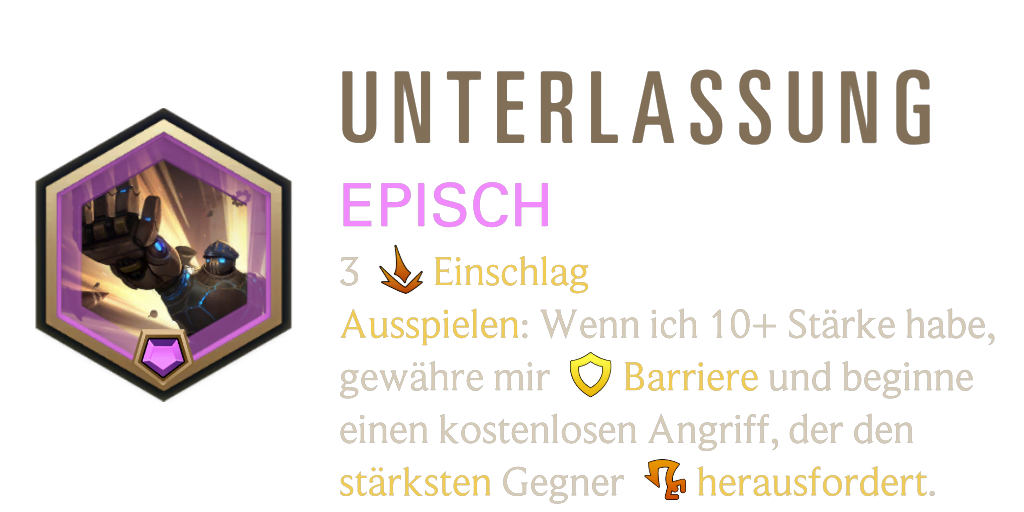 UNTERLASSUNG
EPISCH
3 Einschlag
Ausspielen: Wenn ich 10+ Stärke habe,
gewähre mir Barriere und beginne
einen kostenlosen Angriff, der den
stärksten Gegner herausfordert.